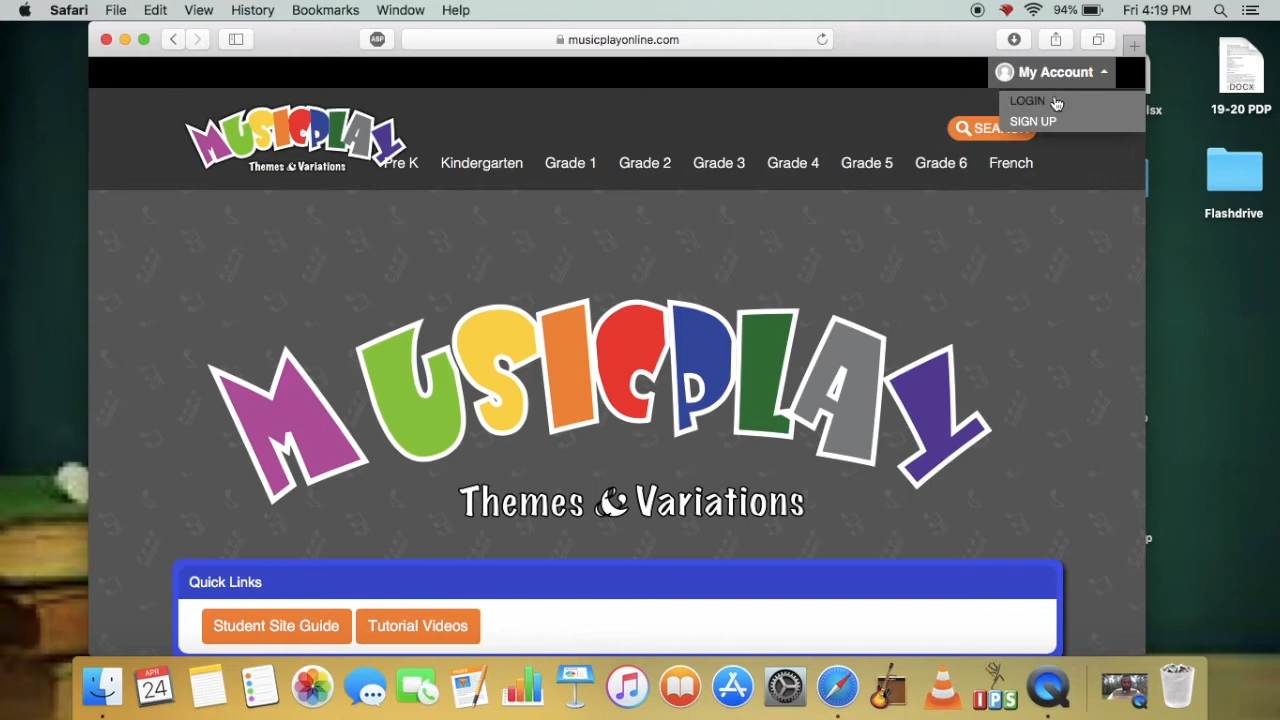 Safari File Edit View History Bookmarks Window Help 94% Fri 4:19 PM
ABP musicplayonline.com
My Account
LOGIN
SIGN UP
MUSICPLAY
Themes & Variations
Pre K Kindergarten Grade 1 Grade 2 Grade 3 Grade 4 Grade 5 Grade 6 French
MUSICPLAY
Themes & Variations
Quick Links
Student Site Guide Tutorial Videos
DOCX
19-20 PDP
Flashdrive
APR
24
IPS